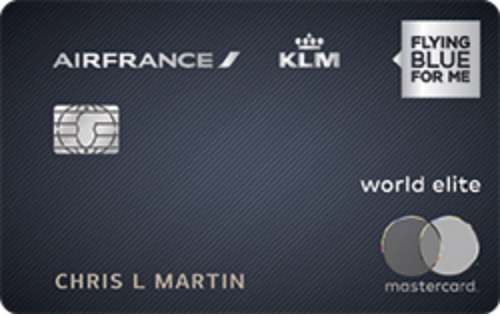 AIRFRANCE
KLM
FLYING
BLUE
FOR ME
world elite
mastercard.
CHRIS L MARTIN